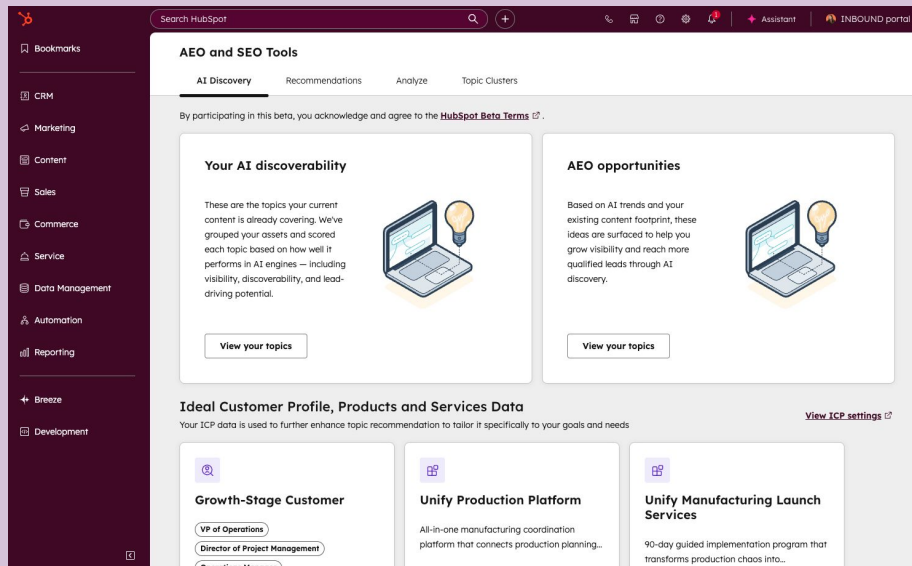 Search HubSpot
1
Assistant
INBOUND portal
Bookmarks
CRM
Marketing
Content
Sales
Commerce
Service
Data Management
Automation
Reporting
Breeze
Development
AEO and SEO Tools
AI Discovery
Recommendations
Analyze
Topic Clusters
By participating in this beta, you acknowledge and agree to the HubSpot Beta Terms .
Your AI discoverability
These are the topics your current
content is already covering. We've
grouped your assets and scored
each topic based on how well it
performs in AI engines — including
visibility, discoverability, and lead-
driving potential.
View your topics
AEO opportunities
Based on AI trends and your
existing content footprint, these
ideas are surfaced to help you
grow visibility and reach more
qualified leads through AI
discovery.
View your topics
Ideal Customer Profile, Products and Services Data
Your ICP data is used to further enhance topic recommendation to tailor it specifically to your goals and needs
View ICP settings
Growth-Stage Customer
VP of Operations
Director of Project Management
Operations Manager
Unify Production Platform
All-in-one manufacturing coordination
platform that connects production planning...
Unify Manufacturing Launch
Services
90-day guided implementation program that
transforms production chaos into...